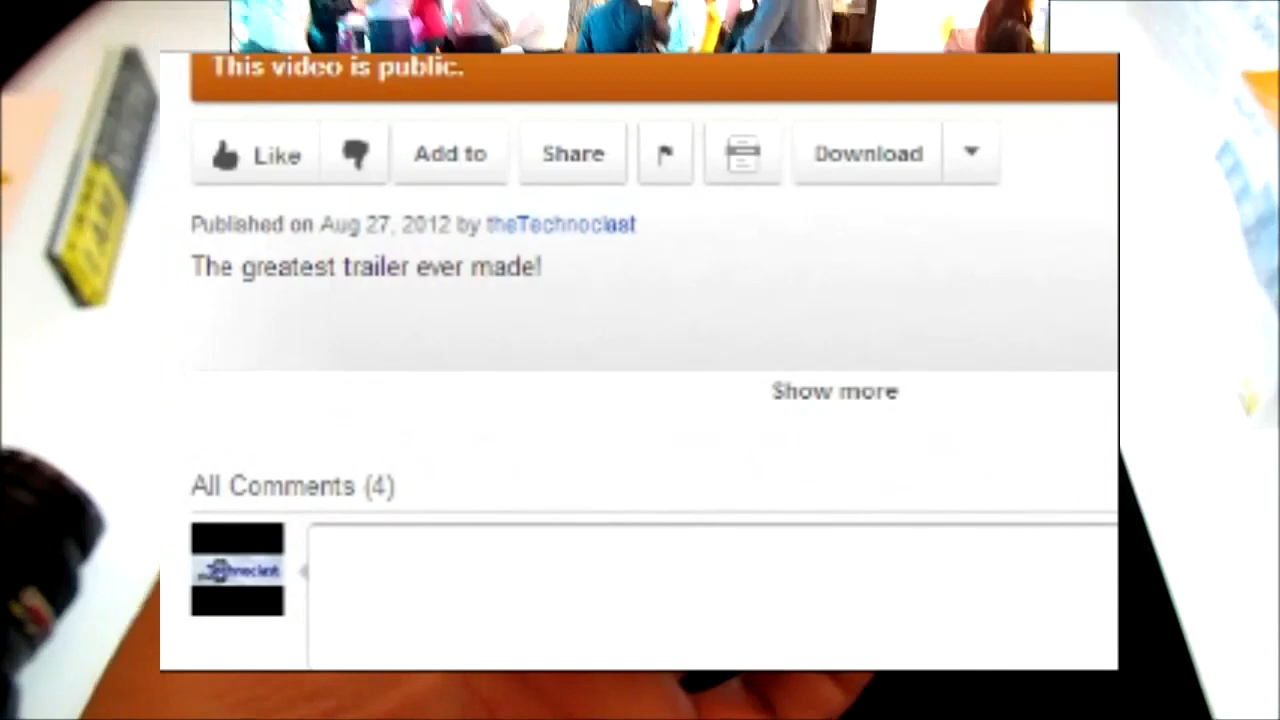 This video is public.
Like
Add to
Share
Download
Published on Aug 27, 2012 by theTechnoclast
The greatest trailer ever made!
Show more
All Comments (4)
theTechnoclast